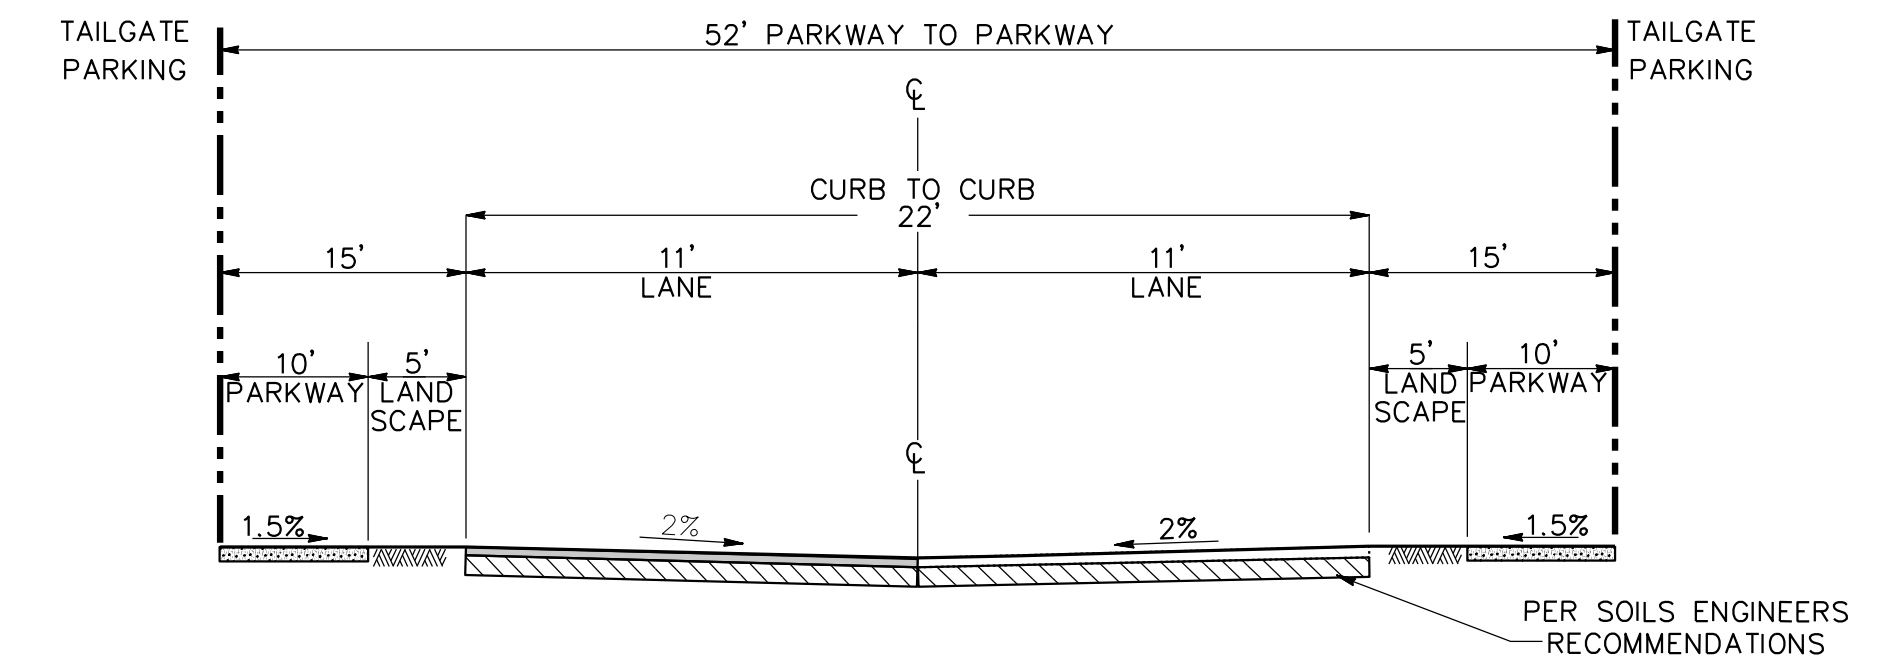 TAILGATE
PARKING
52' PARKWAY TO PARKWAY
TAILGATE
PARKING
℄
CURB TO CURB
22'
15'
11'
LANE
11'
LANE
15'
10'
PARKWAY
5'
LAND
SCAPE
5'
LAND
SCAPE
10'
PARKWAY
℄
1.5%
2%
2%
1.5%
PER SOILS ENGINEERS
RECOMMENDATIONS